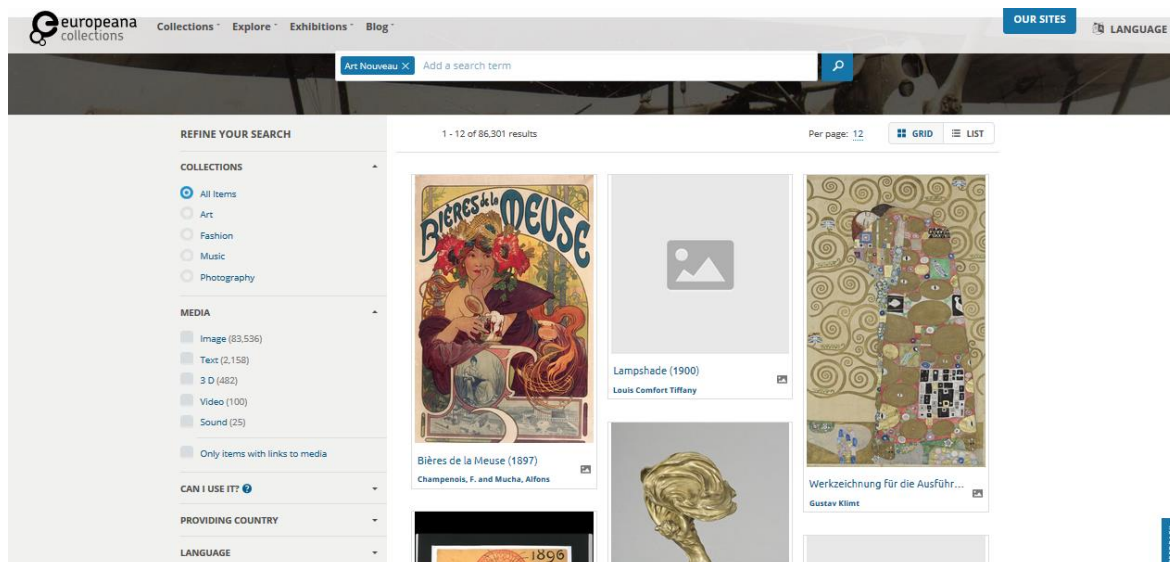 europeana
collections
Collections
Explore
Exhibitions
Blog
OUR SITES
LANGUAGE
Art Nouveau ×
Add a search term
REFINE YOUR SEARCH
1 - 12 of 86,301 results
Per page: 12
GRID
LIST
COLLECTIONS
All Items
Art
Fashion
Music
Photography
MEDIA
Image (83,536)
Text (2,158)
3 D (482)
Video (100)
Sound (25)
Only items with links to media
CAN I USE IT? ?
PROVIDING COUNTRY
LANGUAGE
BIÈRES de la MEUSE
Bières de la Meuse (1897)
Champenois, F. and Mucha, Alfons
Lampshade (1900)
Louis Comfort Tiffany
Werkzeichnung für die Ausführ...
Gustav Klimt
1896